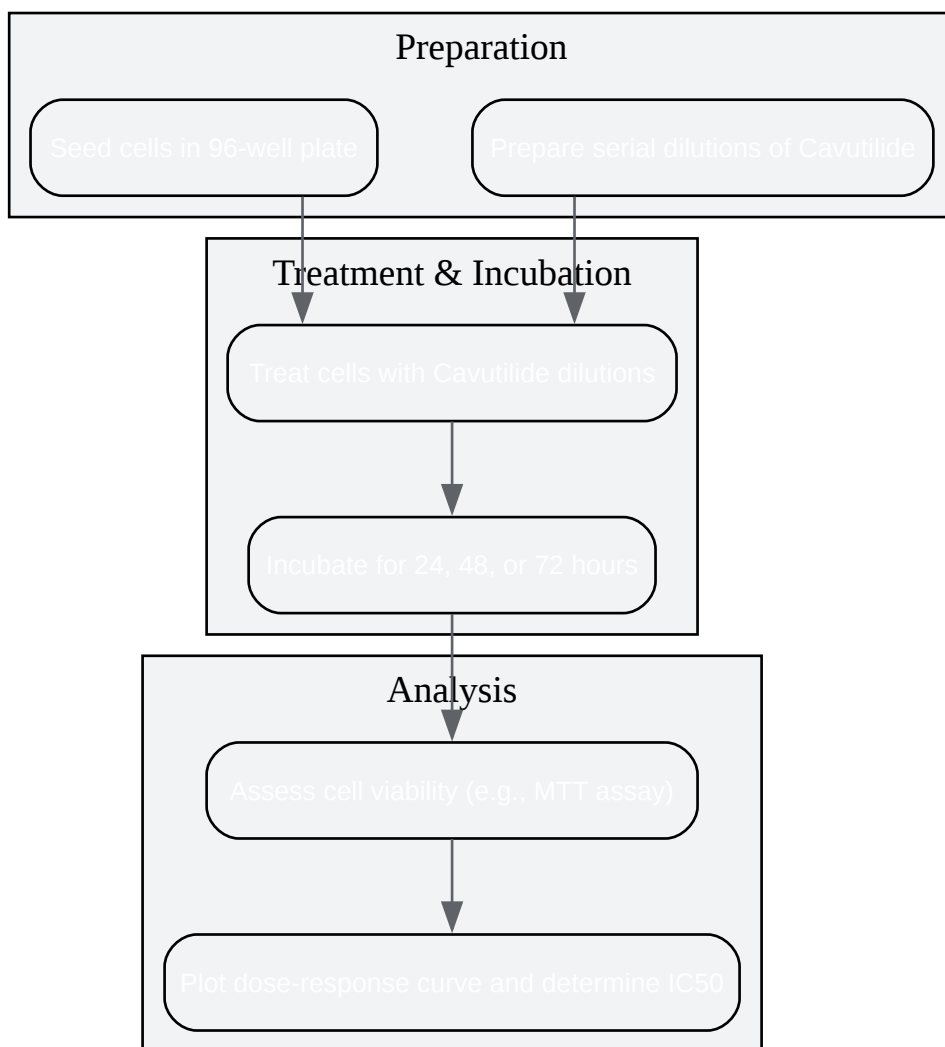 Preparation
Seed cells in 96-well plate
Prepare serial dilutions of Cavutilide
Treatment & Incubation
Treat cells with Cavutilide dilutions
Incubate for 24, 48, or 72 hours
Analysis
Assess cell viability (e.g., MTT assay)
Plot dose-response curve and determine IC50